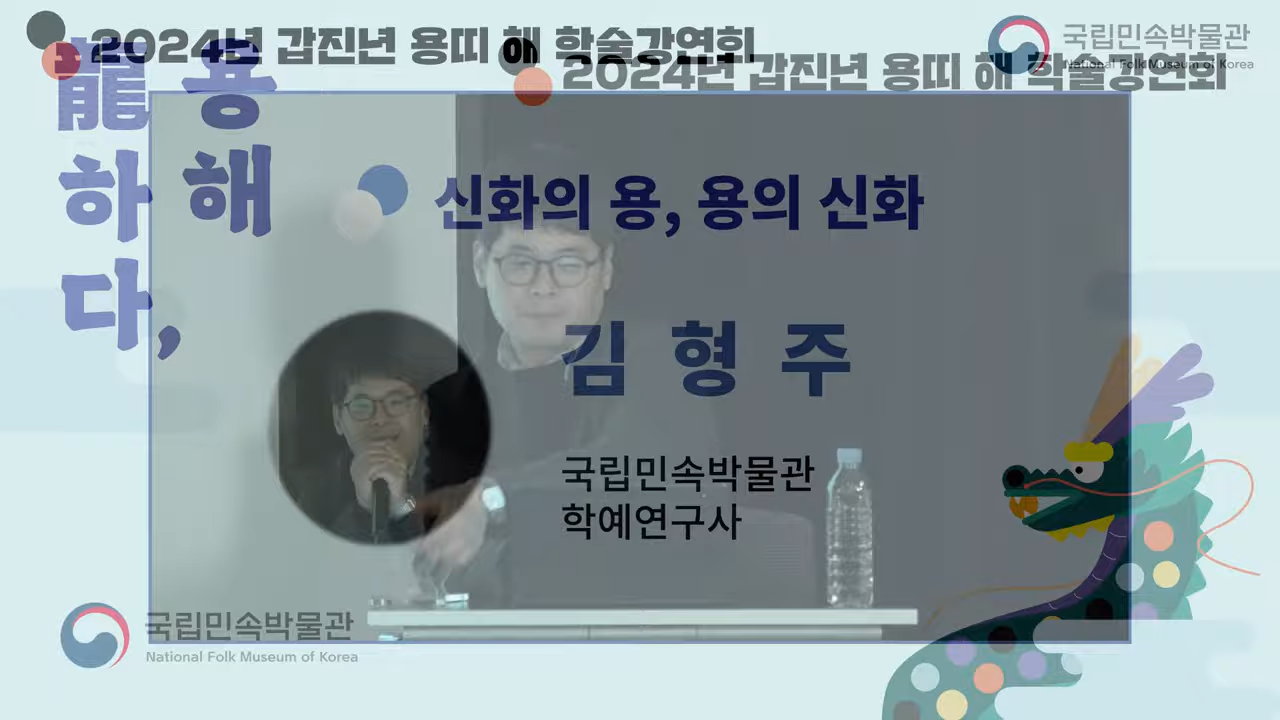 2024년 갑진년 용띠 해 학술강연회
2024년 갑진년 용띠 해 학술강연회
국립민속박물관
National Folk Museum of Korea
용
해
龍
하
다,
신화의 용, 용의 신화
김형주
국립민속박물관
학예연구사
국립민속박물관
National Folk Museum of Korea